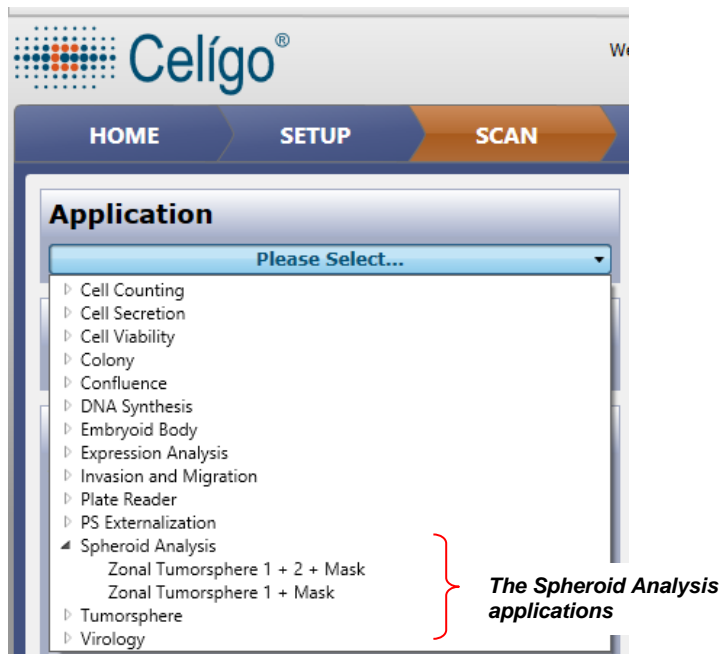 Celígo®
We
HOME SETUP SCAN
Application
Please Select...
Cell Counting
Cell Secretion
Cell Viability
Colony
Confluence
DNA Synthesis
Embryoid Body
Expression Analysis
Invasion and Migration
Plate Reader
PS Externalization
Spheroid Analysis
Zonal Tumorsphere 1 + 2 + Mask
Zonal Tumorsphere 1 + Mask
Tumorsphere
Virology
The Spheroid Analysis
applications